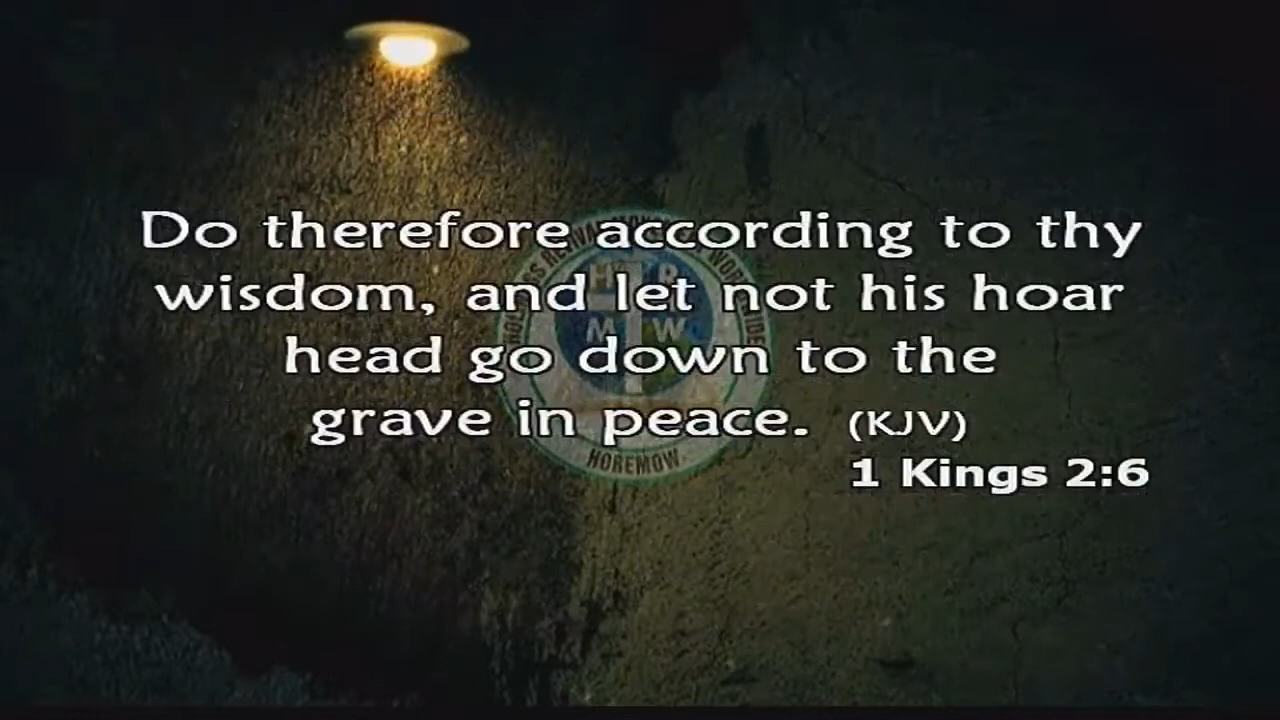 Do therefore according to thy
wisdom, and let not his hoar
head go down to the
grave in peace. (KJV)
1 Kings 2:6
H R
M W
HOREMOW